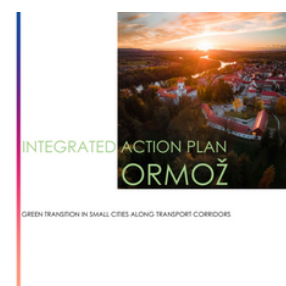 INTEGRATED ACTION PLAN
ORMOŽ
GREEN TRANSITION IN SMALL CITIES ALONG TRANSPORT CORRIDORS